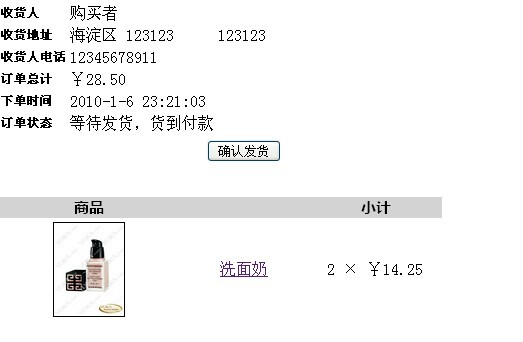 收货人 购买者
收货地址 海淀区 123123 123123
收货人电话 12345678911
订单总计 ￥28.50
下单时间 2010-1-6 23:21:03
订单状态 等待发货，货到付款
确认发货
商品 小计
洗面奶 2 × ￥14.25